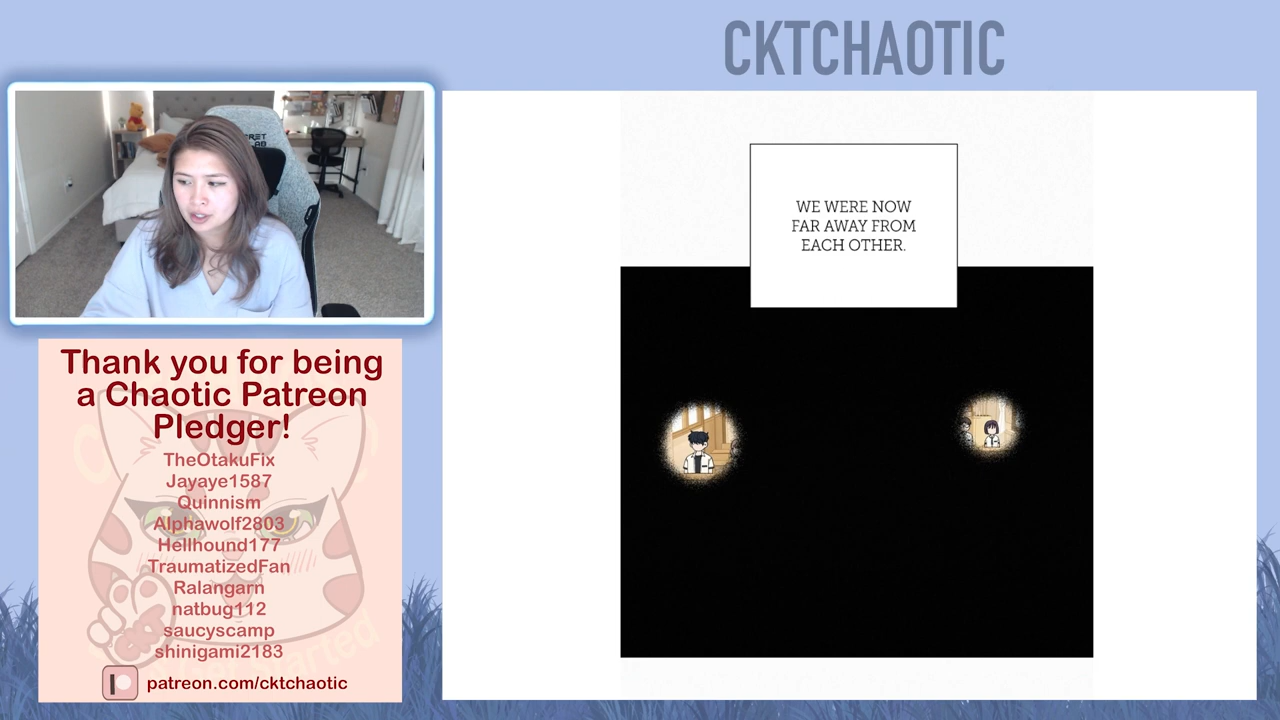 CKTCHAOTIC
WE WERE NOW
FAR AWAY FROM
EACH OTHER.
Thank you for being
a Chaotic Patreon
Pledger!
TheOtakuFix
Jayaye1587
Quinnism
Alphawolf2803
Hellhound177
TraumatizedFan
Ralangarn
natbug112
saucyscamp
shinigami2183
patreon.com/cktchaotic